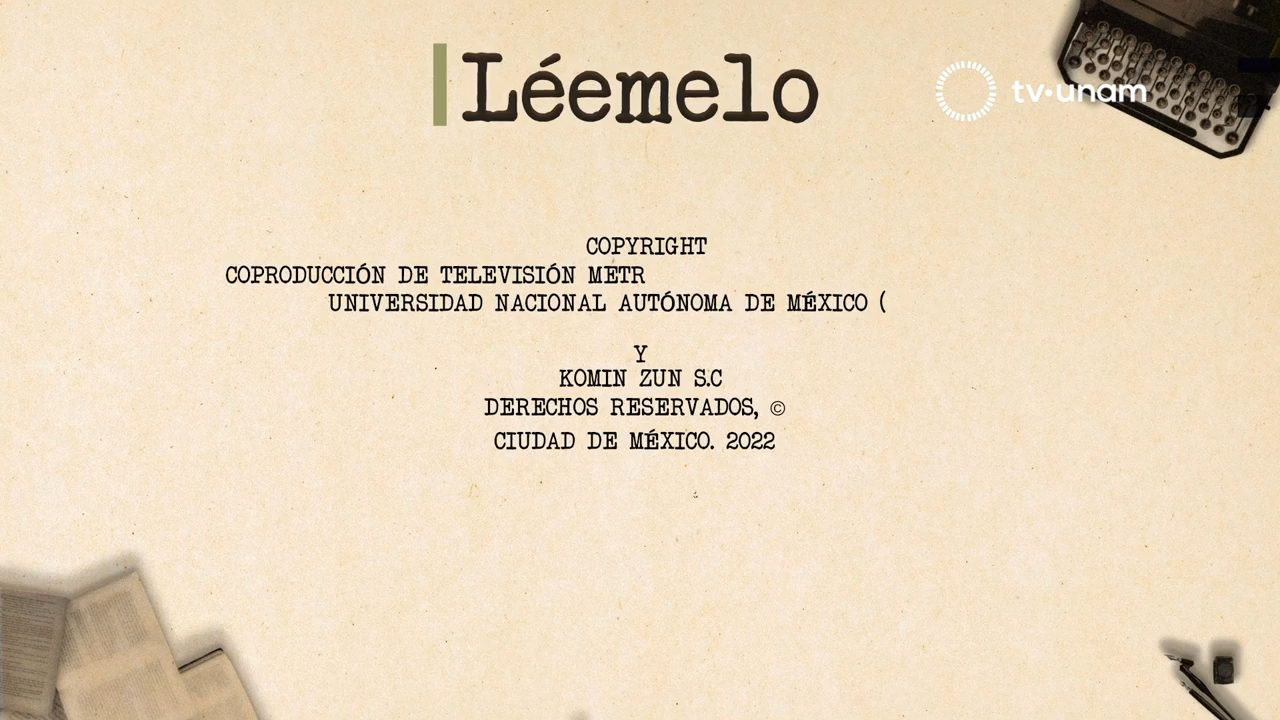 Léemelo
tv·unam
COPYRIGHT
COPRODUCCIÓN DE TELEVISIÓN METR
UNIVERSIDAD NACIONAL AUTÓNOMA DE MÉXICO (
Y
KOMIN ZUN S.C
DERECHOS RESERVADOS, ©
CIUDAD DE MÉXICO. 2022